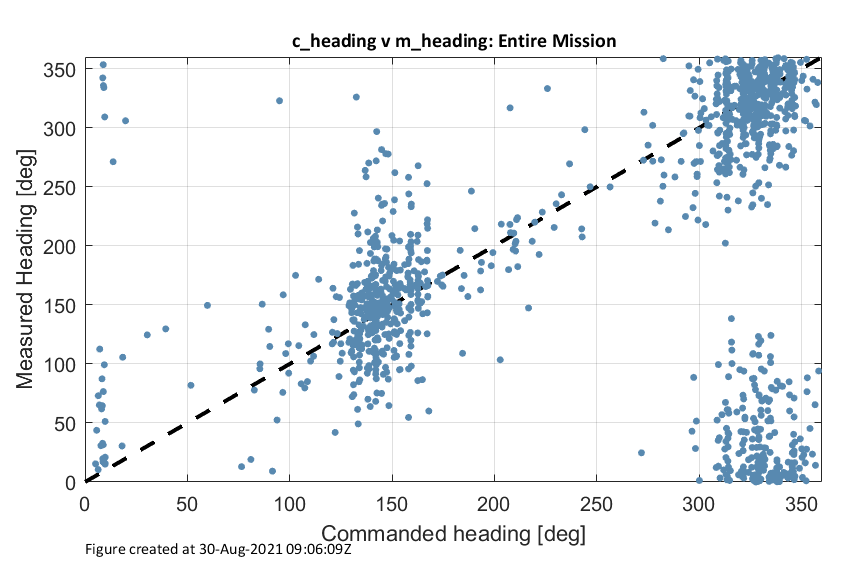 c_heading v m_heading: Entire Mission
350
300
250
200
150
100
50
0
Measured Heading [deg]
0 50 100 150 200 250 300 350
Commanded heading [deg]
Figure created at 30-Aug-2021 09:06:09Z